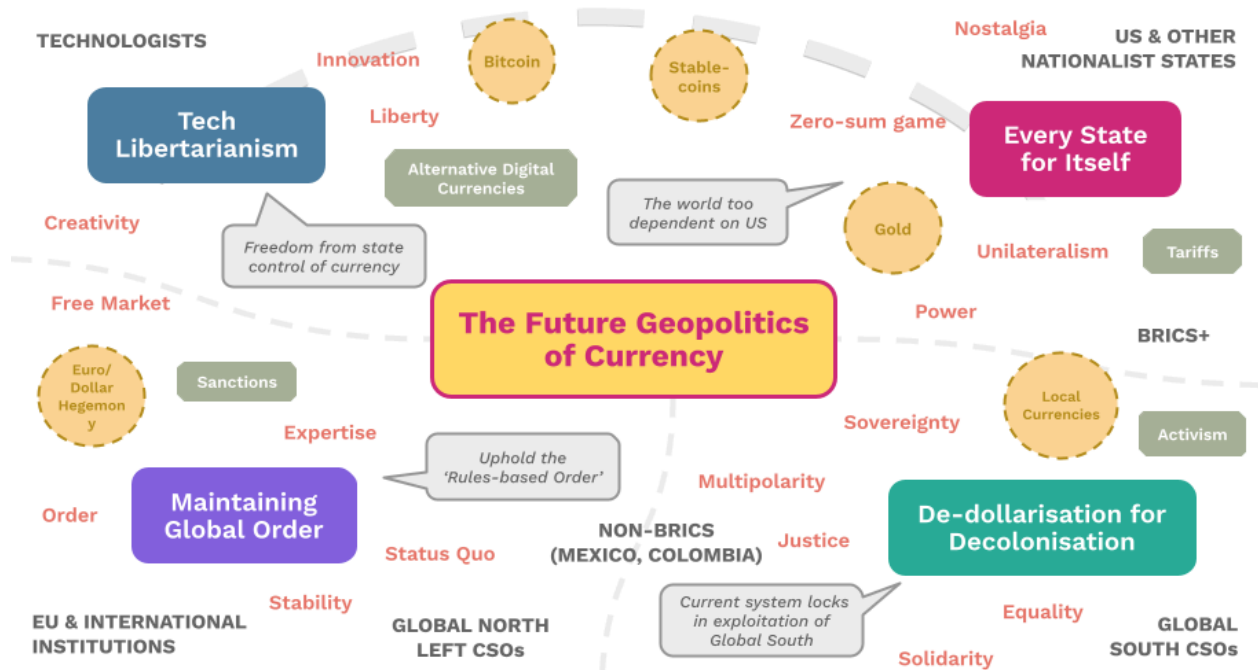 TECHNOLOGISTS
Innovation
Bitcoin
Stable-
coins
Nostalgia
US & OTHER
NATIONALIST STATES
Tech
Libertarianism
Liberty
Alternative Digital
Currencies
Zero-sum game
Every State
for Itself
Creativity
Freedom from state
control of currency
The world too
dependent on US
Gold
Unilateralism
Tariffs
Free Market
The Future Geopolitics
of Currency
Power
BRICS+
Euro/
Dollar
Hegemon
y
Sanctions
Expertise
Sovereignty
Local
Currencies
Activism
Uphold the
‘Rules-based Order’
Maintaining
Global Order
Order
Status Quo
Stability
EU & INTERNATIONAL
INSTITUTIONS
GLOBAL NORTH
LEFT CSOs
NON-BRICS
(MEXICO, COLOMBIA)
Multipolarity
Justice
De-dollarisation for
Decolonisation
Current system locks
in exploitation of
Global South
Equality
Solidarity
GLOBAL
SOUTH CSOs